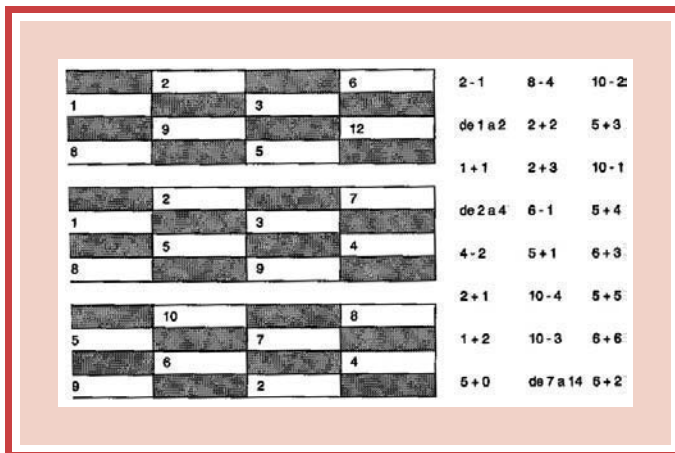 2 6
1 3
9 12
8 5
2 7
1 3
5 4
8 9
10 8
5 7
6 4
9 2
2 - 1 8 - 4 10 - 2
de 1 a 2 2 + 2 5 + 3
1 + 1 2 + 3 10 - 1
de 2 a 4 6 - 1 5 + 4
4 - 2 5 + 1 6 + 3
2 + 1 10 - 4 5 + 5
1 + 2 10 - 3 6 + 6
5 + 0 de 7 a 14 6 + 2